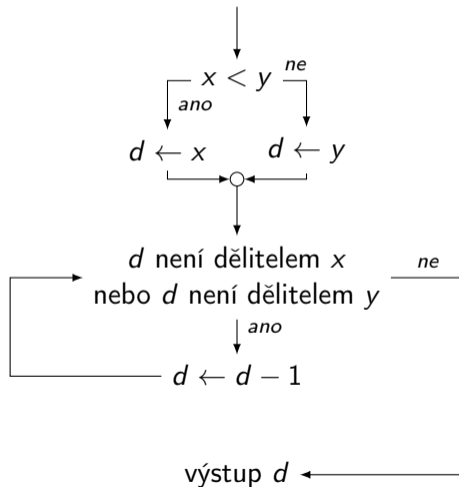 x < y
ne
ano
d ← x
d ← y
d není dělitelem x
nebo d není dělitelem y
ne
ano
d ← d − 1
výstup d